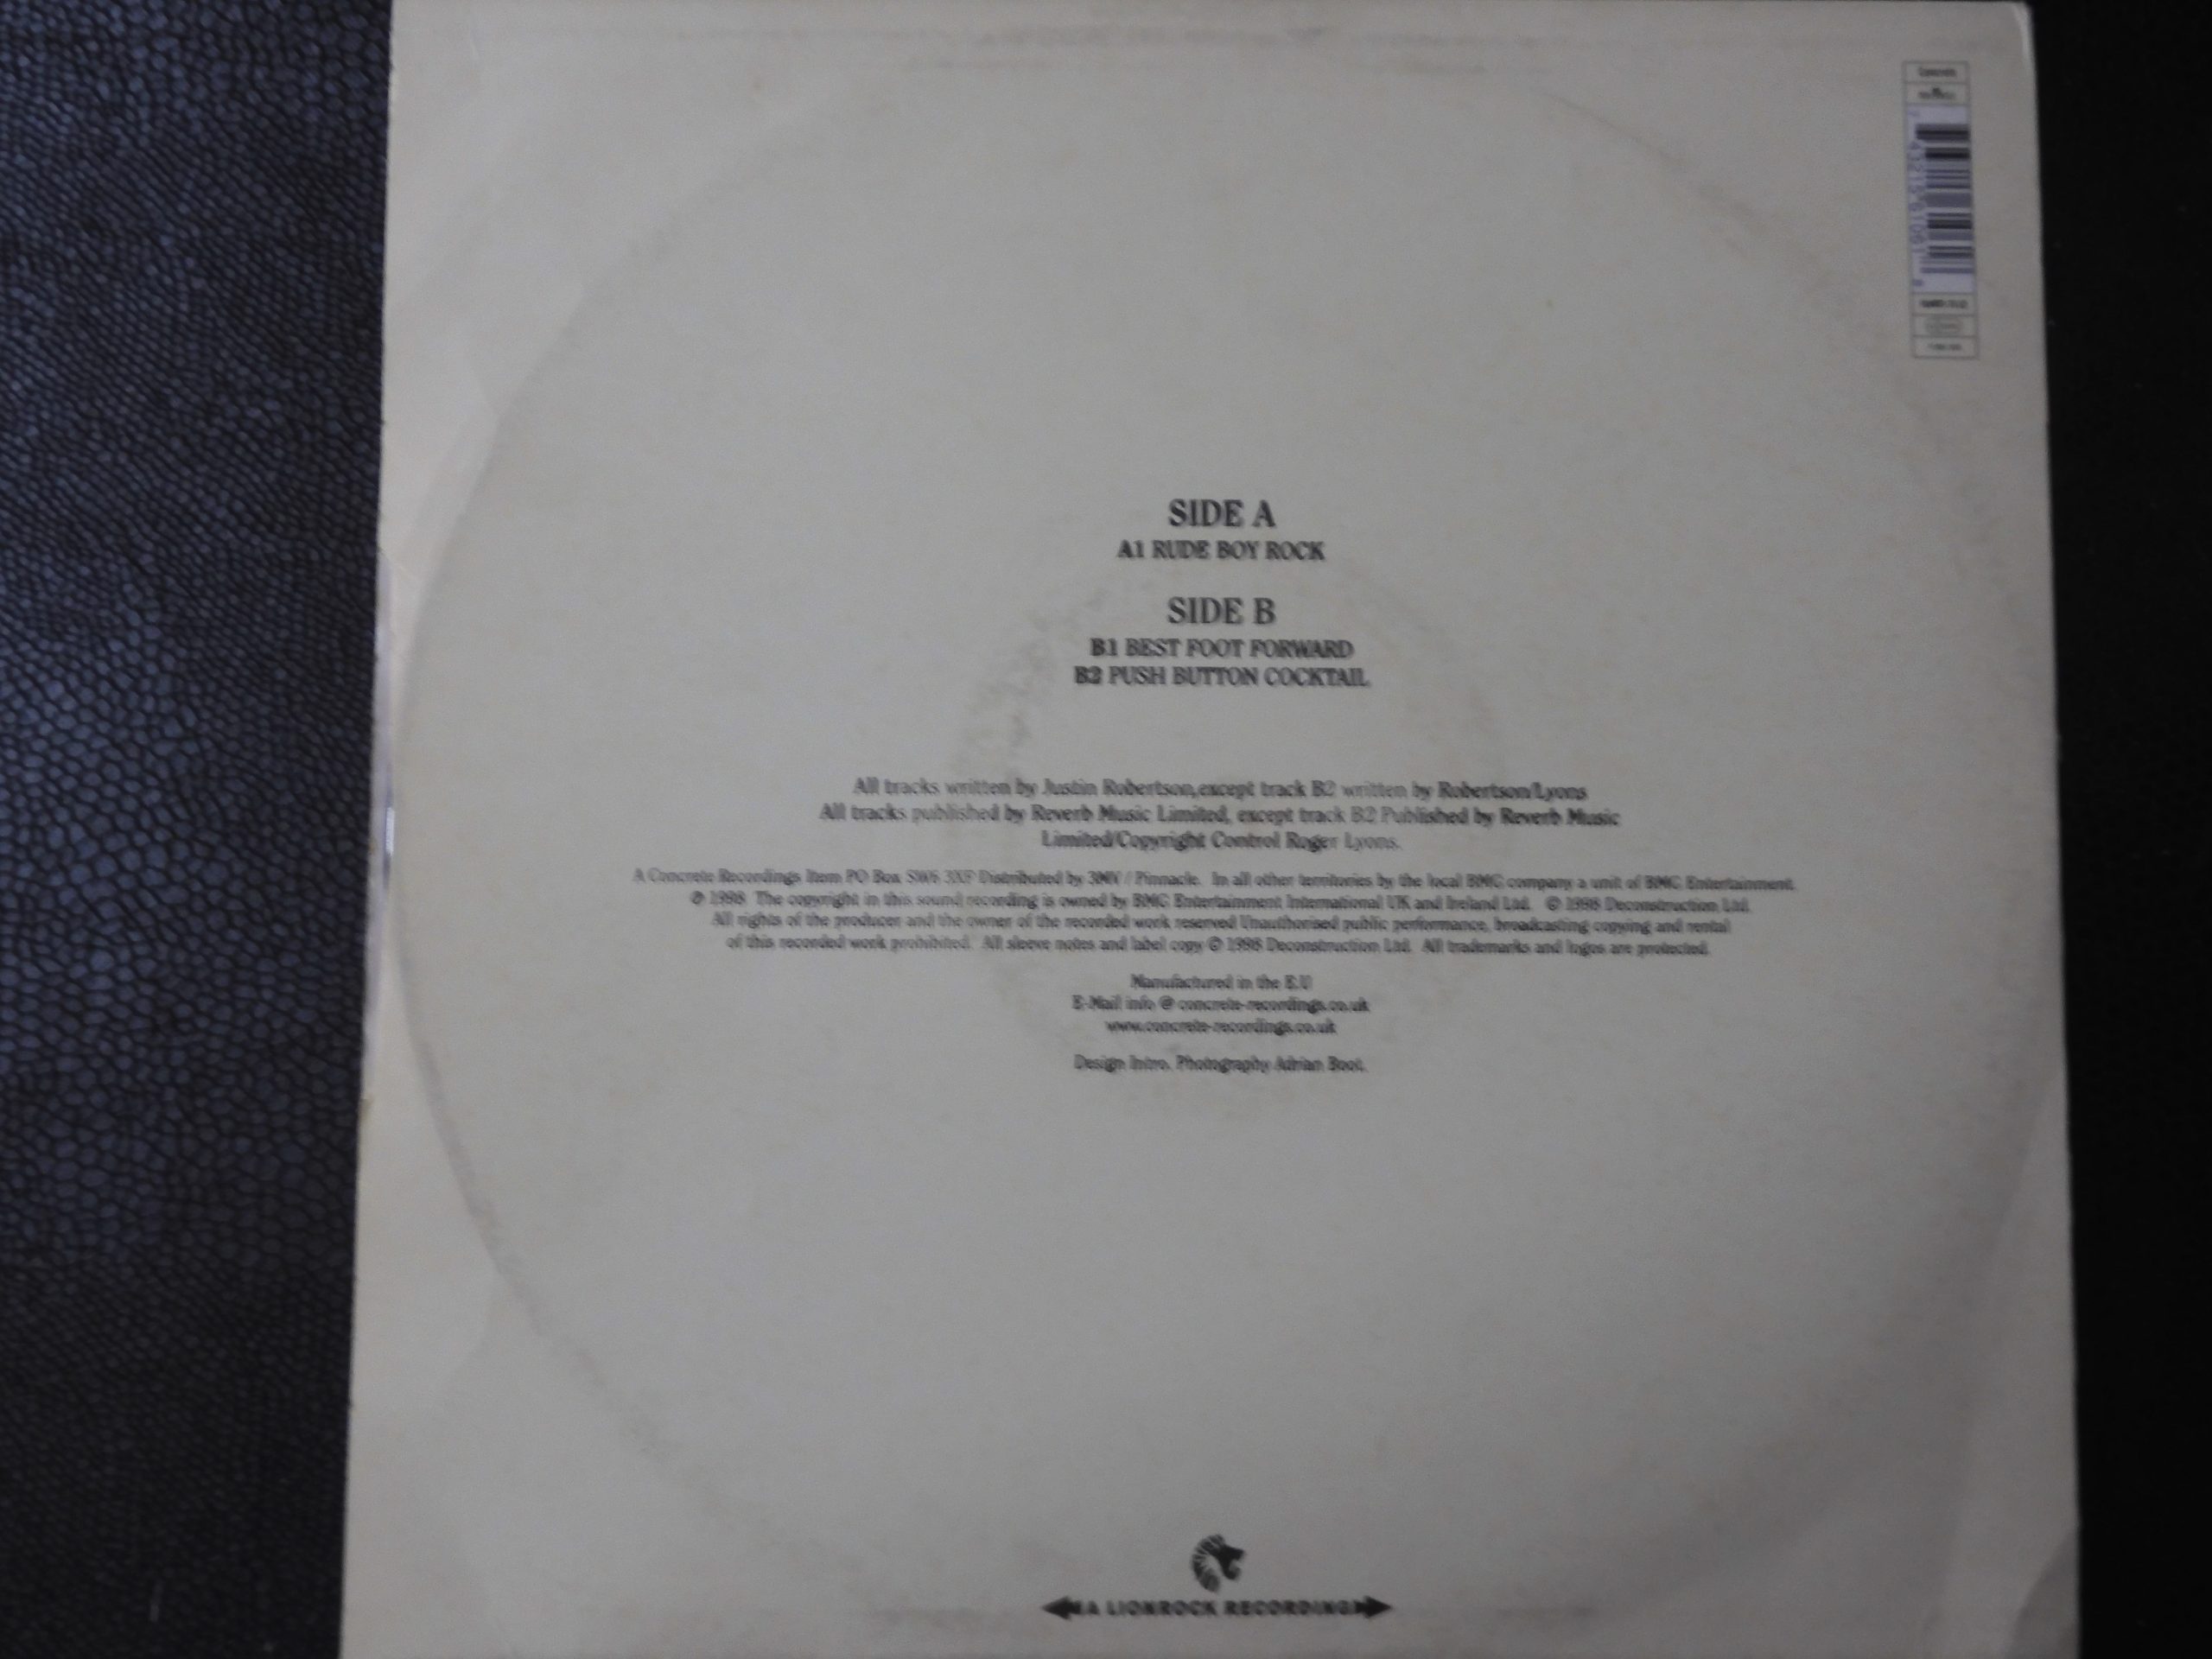 SIDE A
A1 RUDE BOY ROCK
SIDE B
B1 BEST FOOT FORWARD
B2 PUSH BUTTON COCKTAIL
All tracks written by Justin Robertson,except track B2 written by Robertson/Lyons
All tracks published by Reverb Music Limited, except track B2 Published by Reverb Music
Limited/Copyright Control Roger Lyons.
A Concrete Recordings Item PO Box SW6 3XF Distributed by 3MV / Pinnacle. In all other territories by the local BMG company a unit of BMG Entertainment.
℗ 1998 The copyright in this sound recording is owned by BMG Entertainment International UK and Ireland Ltd. © 1998 Deconstruction Ltd.
All rights of the producer and the owner of the recorded work reserved Unauthorised public performance, broadcasting copying and rental
of this recorded work prohibited. All sleeve notes and label copy © 1998 Deconstruction Ltd. All trademarks and logos are protected.
Manufactured in the E.U
E-Mail info @ concrete-recordings.co.uk
www.concrete-recordings.co.uk
Design Intro. Photography Adrian Boot.
A LIONROCK RECORDING